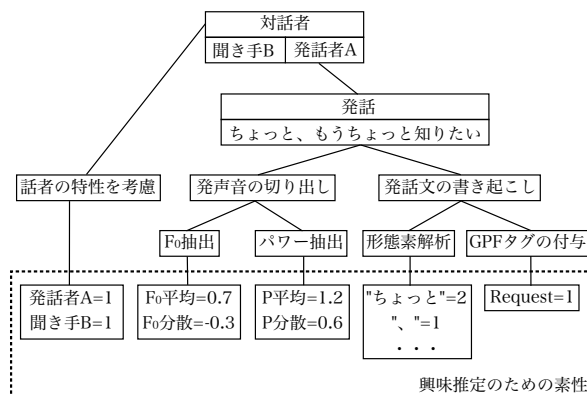 対話者
聞き手B 発話者A
発話
ちょっと、もうちょっと知りたい
話者の特性を考慮 発声音の切り出し 発話文の書き起こし
F0抽出 パワー抽出 形態素解析 GPFタグの付与
発話者A=1
聞き手B=1
F0平均=0.7
F0分散=-0.3
P平均=1.2
P分散=0.6
"ちょっと"=2
"、"=1
・・・
Request=1
興味推定のための素性